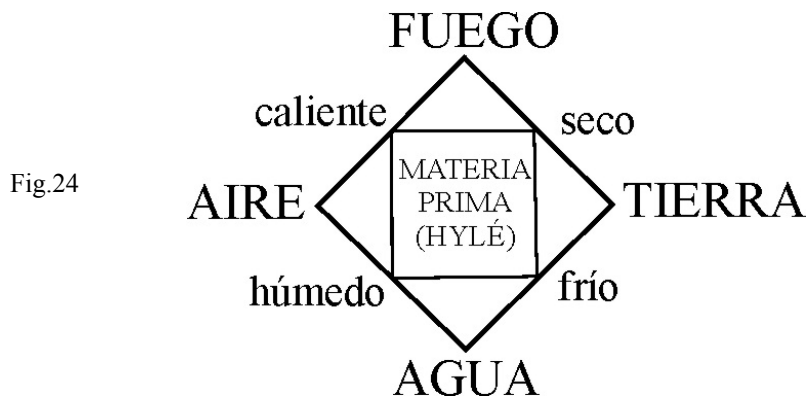 FUEGO
caliente
seco
Fig.24
MATERIA
PRIMA
(HYLÉ)
AIRE
TIERRA
húmedo
frío
AGUA